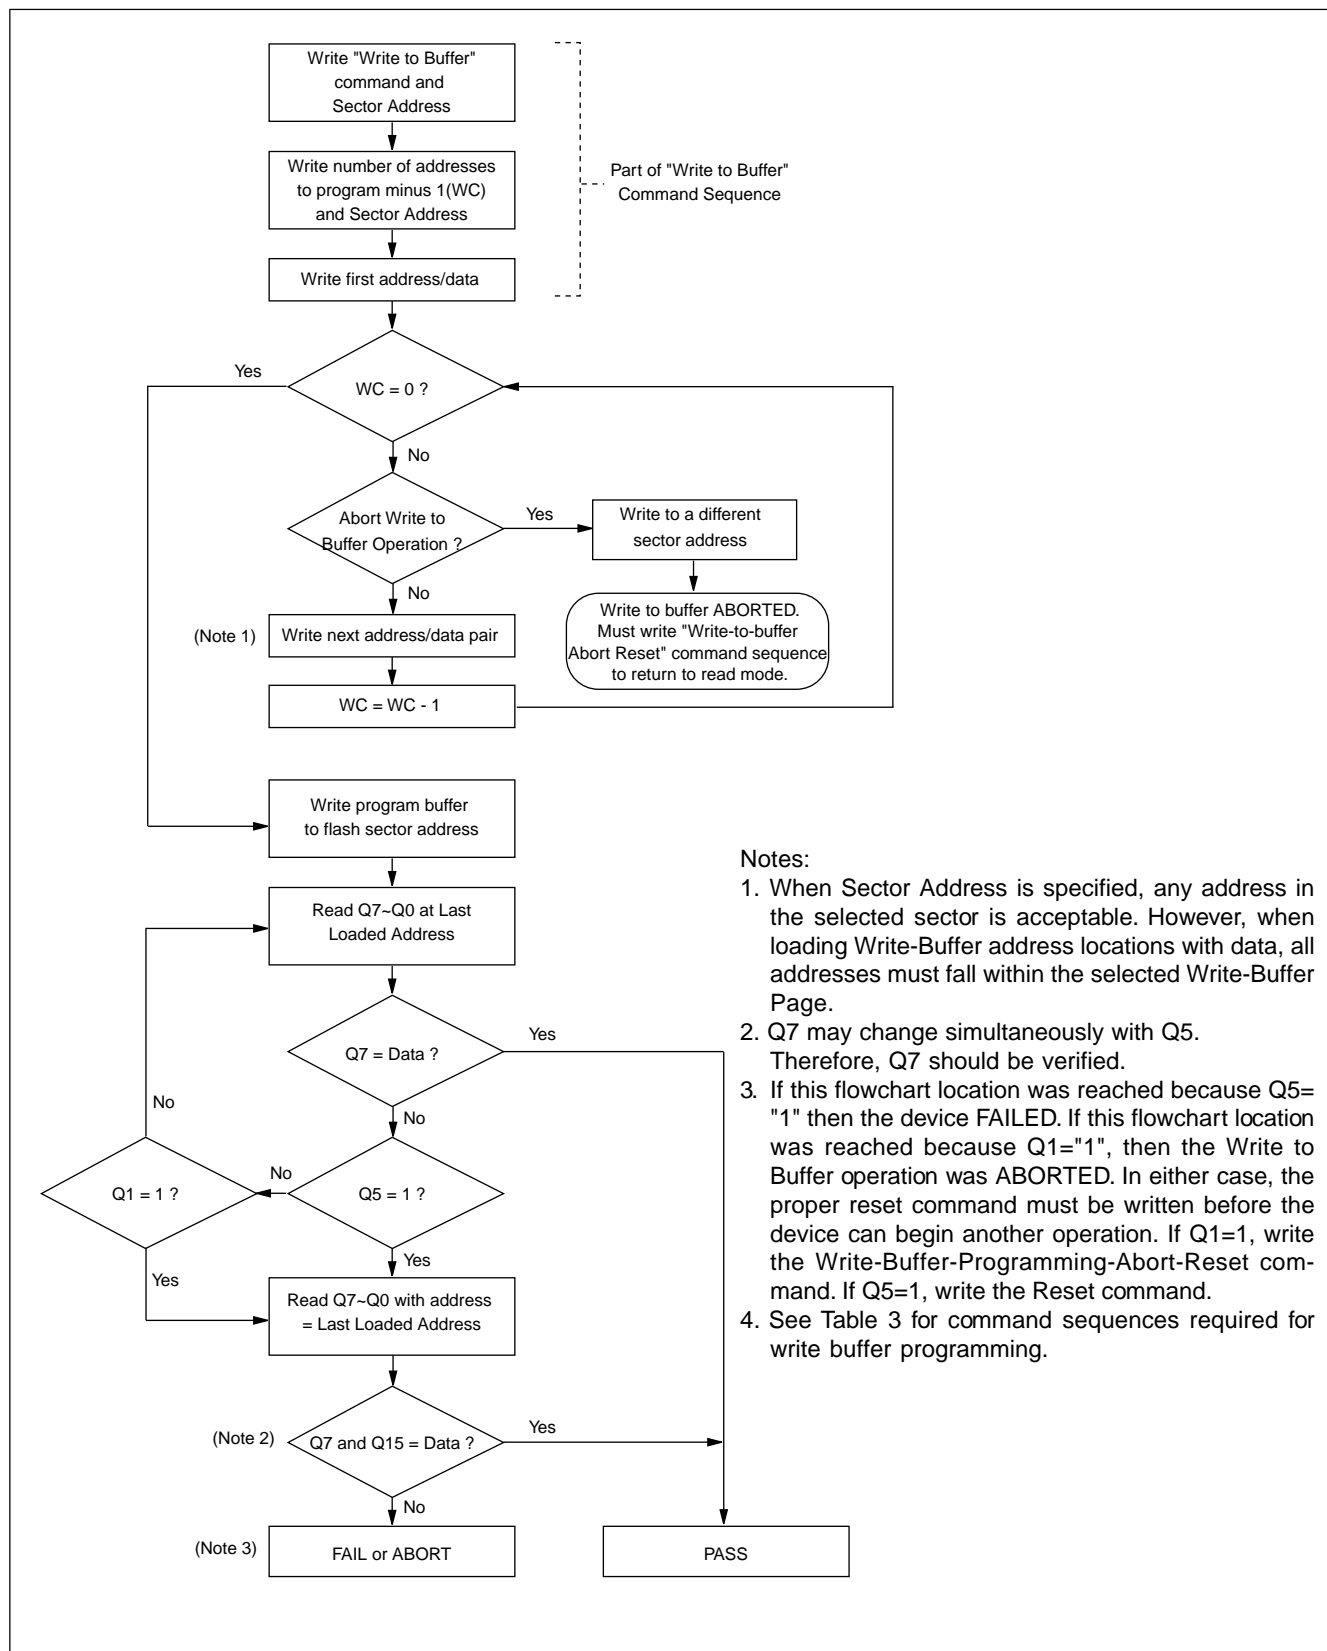 Write "Write to Buffer"
command and
Sector Address
Write number of addresses
to program minus 1(WC)
and Sector Address
Part of "Write to Buffer"
Command Sequence
Write first address/data
Yes
WC = 0 ?
No
Abort Write to
Buffer Operation ?
Yes
Write to a different
sector address
No
Write to buffer ABORTED.
Must write "Write-to-buffer
Abort Reset" command sequence
to return to read mode.
(Note 1)
Write next address/data pair
WC = WC - 1
Write program buffer
to flash sector address
Read Q7~Q0 at Last
Loaded Address
Q7 = Data ?
Yes
No
No
Q1 = 1 ?
No
Q5 = 1 ?
Yes
Yes
Read Q7~Q0 with address
= Last Loaded Address
(Note 2)
Q7 and Q15 = Data ?
Yes
No
(Note 3)
FAIL or ABORT
PASS
Notes:
1. When Sector Address is specified, any address in
the selected sector is acceptable. However, when
loading Write-Buffer address locations with data, all
addresses must fall within the selected Write-Buffer
Page.
2. Q7 may change simultaneously with Q5.
Therefore, Q7 should be verified.
3. If this flowchart location was reached because Q5=
"1" then the device FAILED. If this flowchart location
was reached because Q1="1", then the Write to
Buffer operation was ABORTED. In either case, the
proper reset command must be written before the
device can begin another operation. If Q1=1, write
the Write-Buffer-Programming-Abort-Reset com-
mand. If Q5=1, write the Reset command.
4. See Table 3 for command sequences required for
write buffer programming.